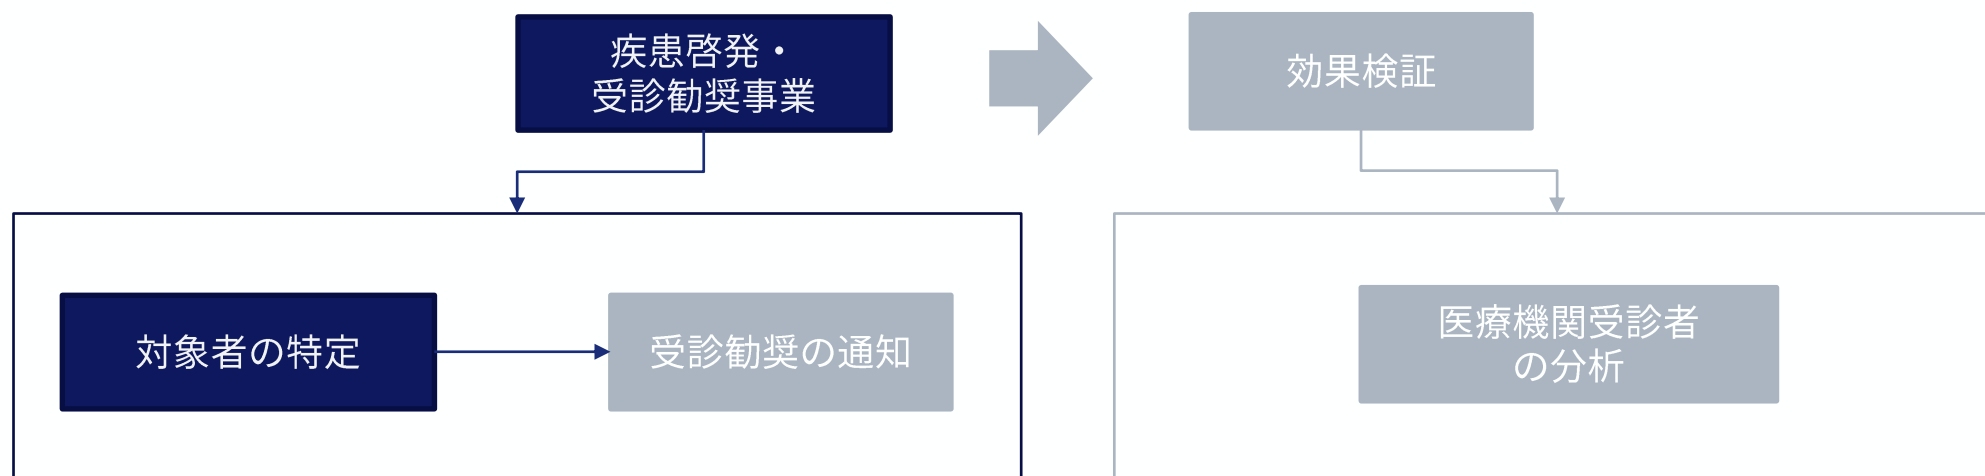 疾患啓発・
受診勧奨事業
効果検証
対象者の特定
受診勧奨の通知
医療機関受診者
の分析